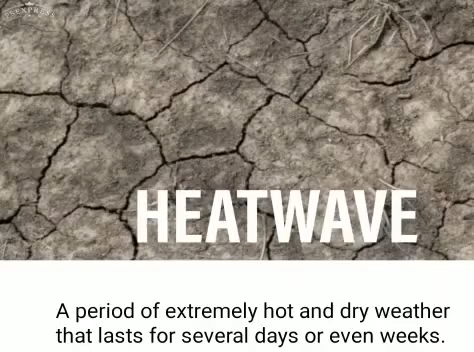 HEATWAVE
A period of extremely hot and dry weather
that lasts for several days or even weeks.